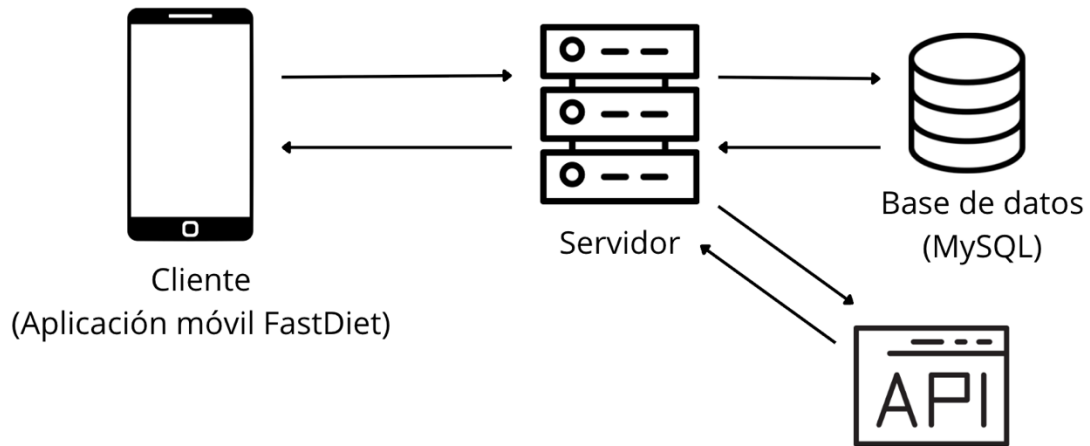 Cliente
(Aplicación móvil FastDiet)
Servidor
Base de datos
(MySQL)
API